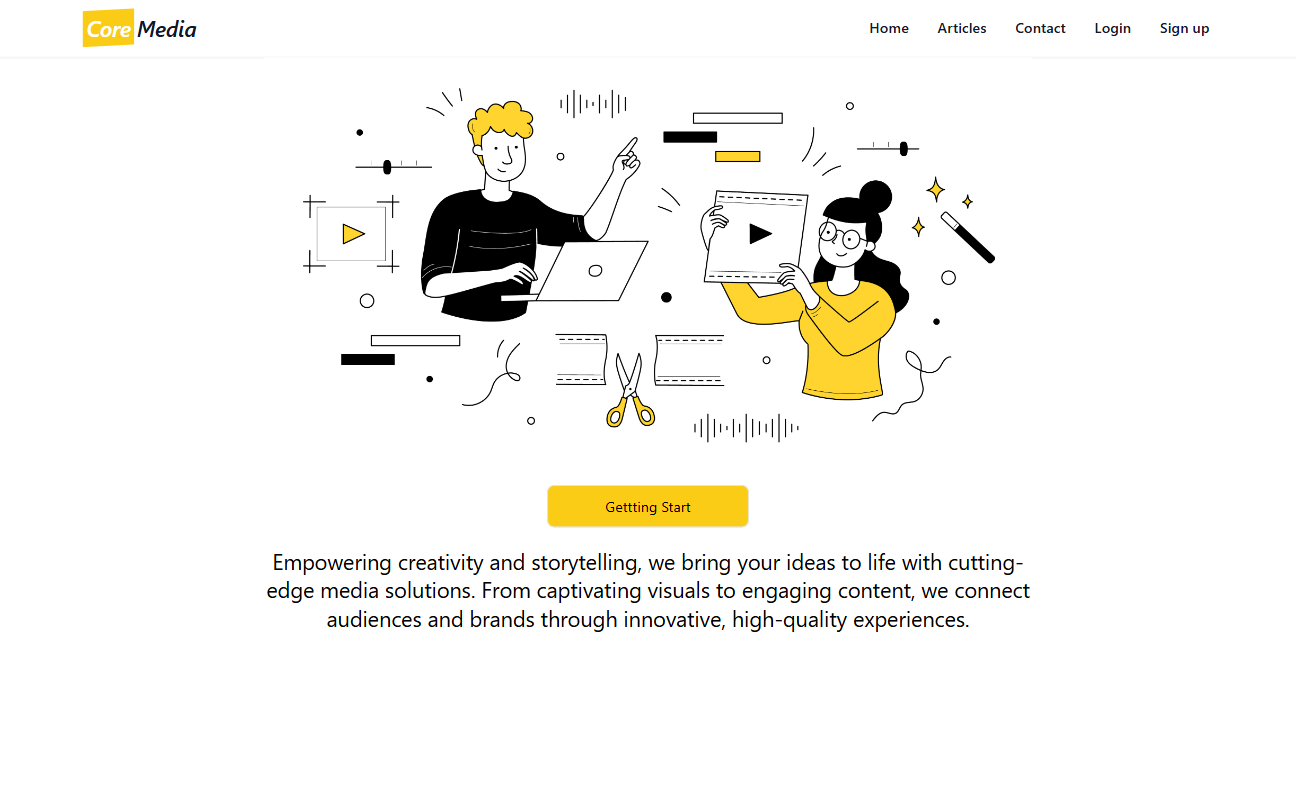 Core Media
Home Articles Contact Login Sign up
Gettting Start
Empowering creativity and storytelling, we bring your ideas to life with cutting-
edge media solutions. From captivating visuals to engaging content, we connect
audiences and brands through innovative, high-quality experiences.